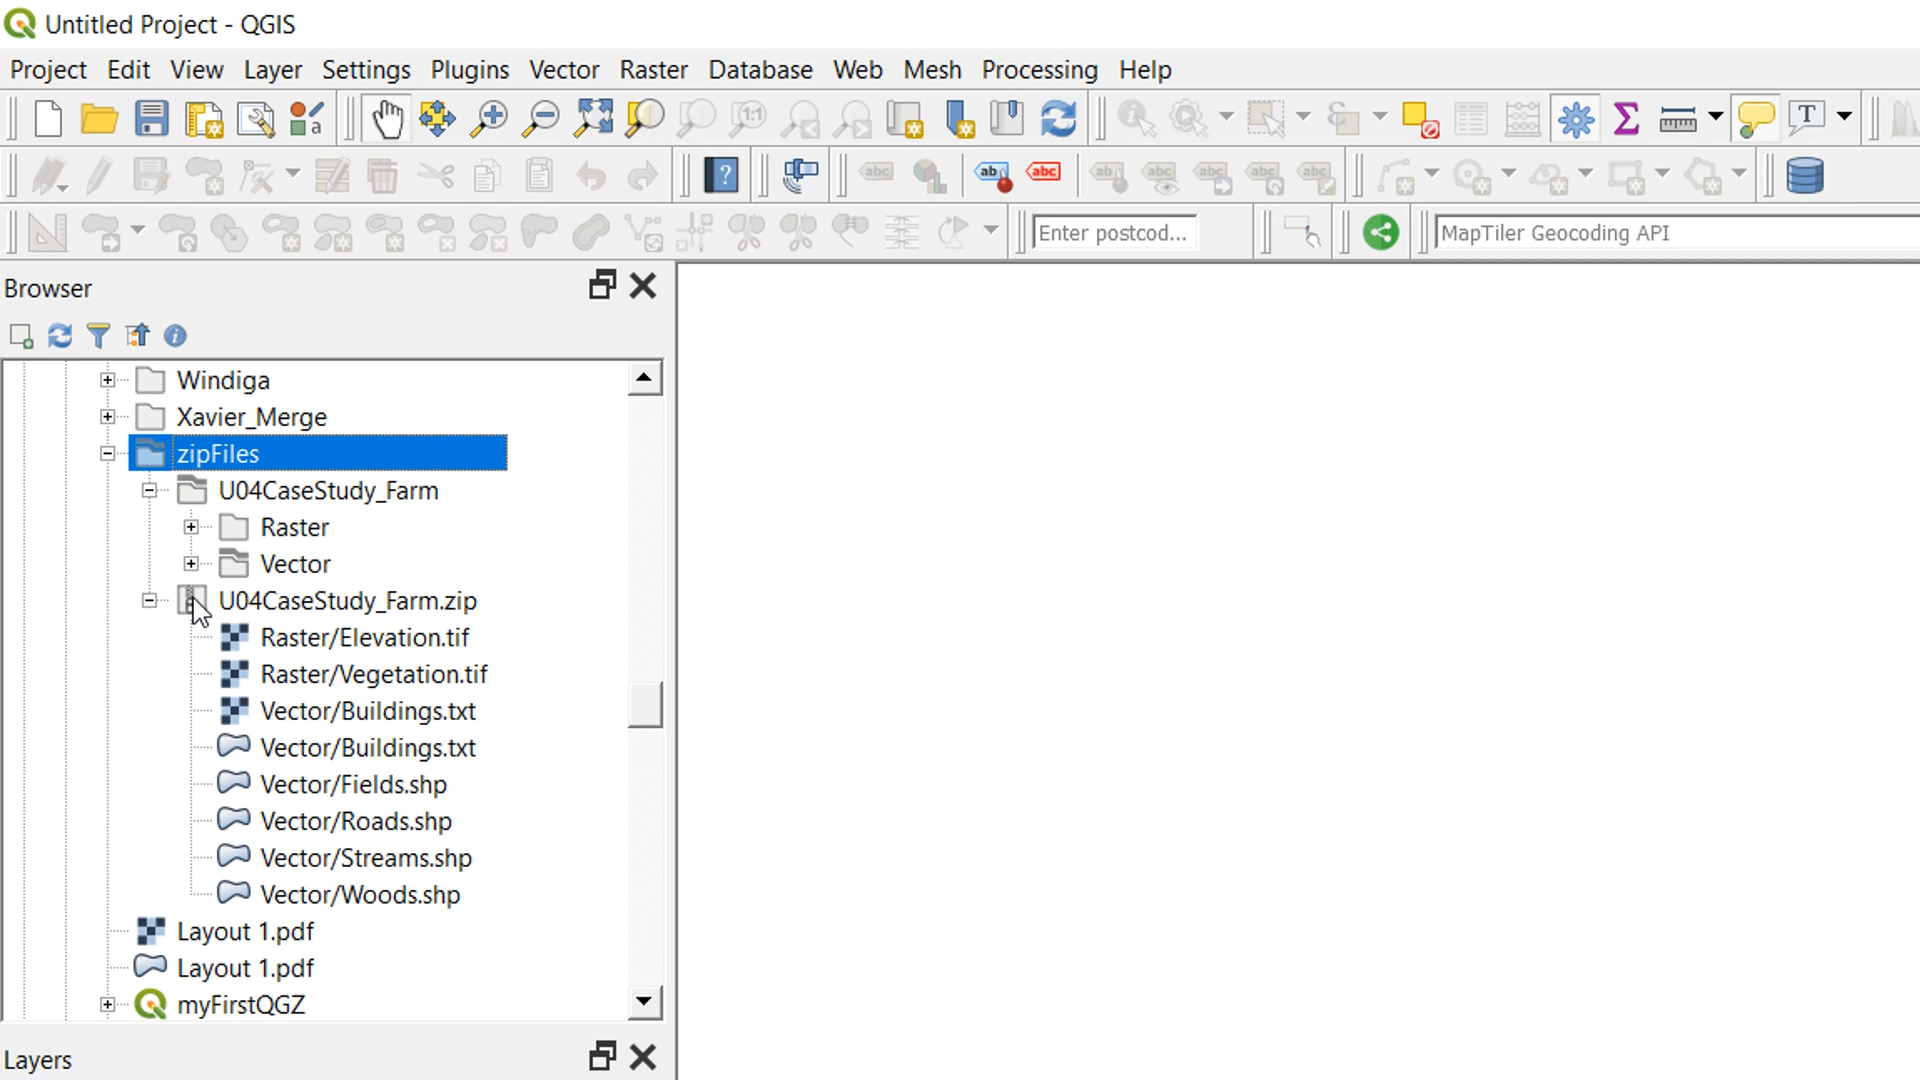 Untitled Project - QGIS
Project Edit View Layer Settings Plugins Vector Raster Database Web Mesh Processing Help
Enter postcod... MapTiler Geocoding API
Browser
Windiga
Xavier_Merge
zipFiles
U04CaseStudy_Farm
Raster
Vector
U04CaseStudy_Farm.zip
Raster/Elevation.tif
Raster/Vegetation.tif
Vector/Buildings.txt
Vector/Buildings.txt
Vector/Fields.shp
Vector/Roads.shp
Vector/Streams.shp
Vector/Woods.shp
Layout 1.pdf
Layout 1.pdf
myFirstQGZ
Layers